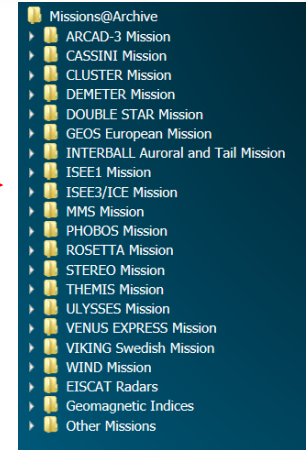 Missions@Archive
ARCAD-3 Mission
CASSINI Mission
CLUSTER Mission
DEMETER Mission
DOUBLE STAR Mission
GEOS European Mission
INTERBALL Auroral and Tail Mission
ISEE1 Mission
ISEE3/ICE Mission
MMS Mission
PHOBOS Mission
ROSETTA Mission
STEREO Mission
THEMIS Mission
ULYSSES Mission
VENUS EXPRESS Mission
VIKING Swedish Mission
WIND Mission
EISCAT Radars
Geomagnetic Indices
Other Missions